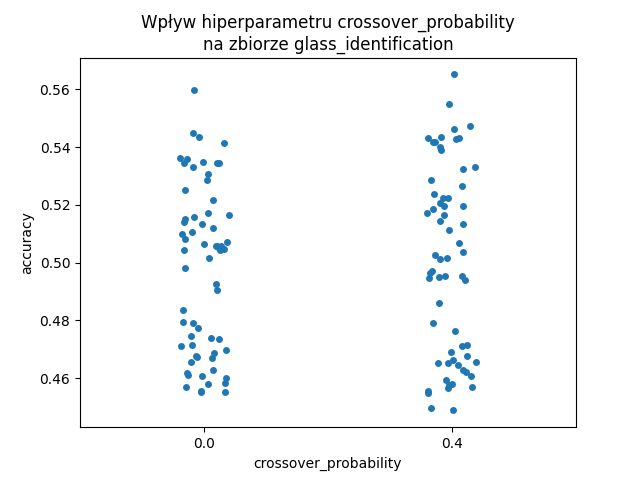 Wpływ hiperparametru crossover_probability
na zbiorze glass_identification
accuracy
0.56
0.54
0.52
0.50
0.48
0.46
0.0
0.4
crossover_probability